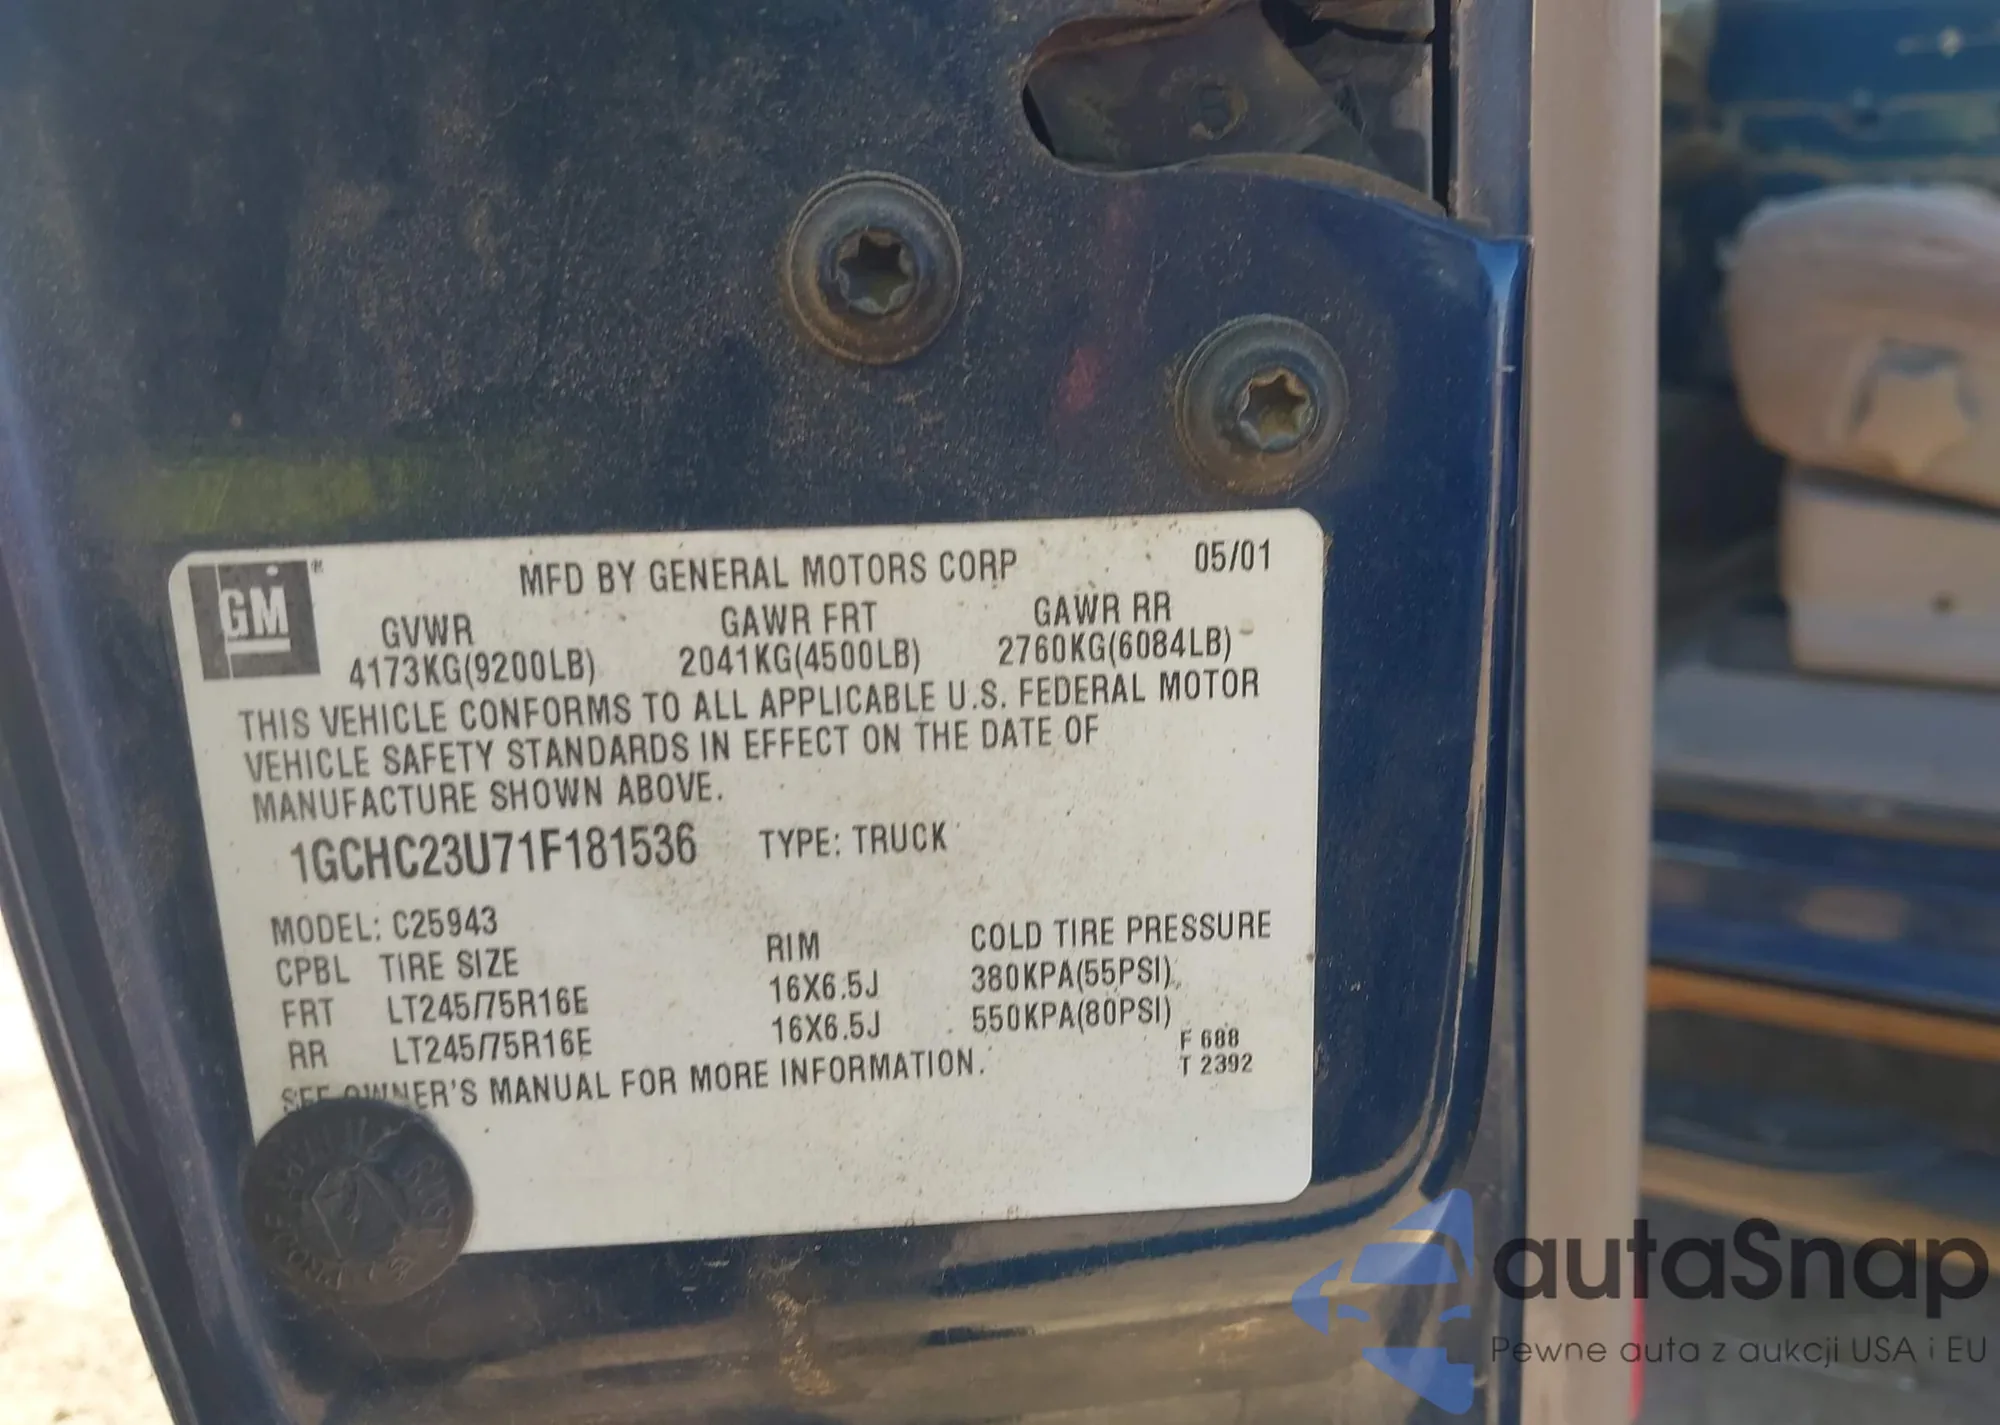 GM®
MFD BY GENERAL MOTORS CORP 05/01
GVWR GAWR FRT GAWR RR
4173KG(9200LB) 2041KG(4500LB) 2760KG(6084LB)
THIS VEHICLE CONFORMS TO ALL APPLICABLE U.S. FEDERAL MOTOR
VEHICLE SAFETY STANDARDS IN EFFECT ON THE DATE OF
MANUFACTURE SHOWN ABOVE.
1GCHC23U71F181536 TYPE: TRUCK
MODEL: C25943
CPBL TIRE SIZE RIM COLD TIRE PRESSURE
FRT LT245/75R16E 16X6.5J 380KPA(55PSI)
RR LT245/75R16E 16X6.5J 550KPA(80PSI)
SEE OWNER'S MANUAL FOR MORE INFORMATION.
F 688
T 2392
autaSnap
Pewne auta z aukcji USA i EU